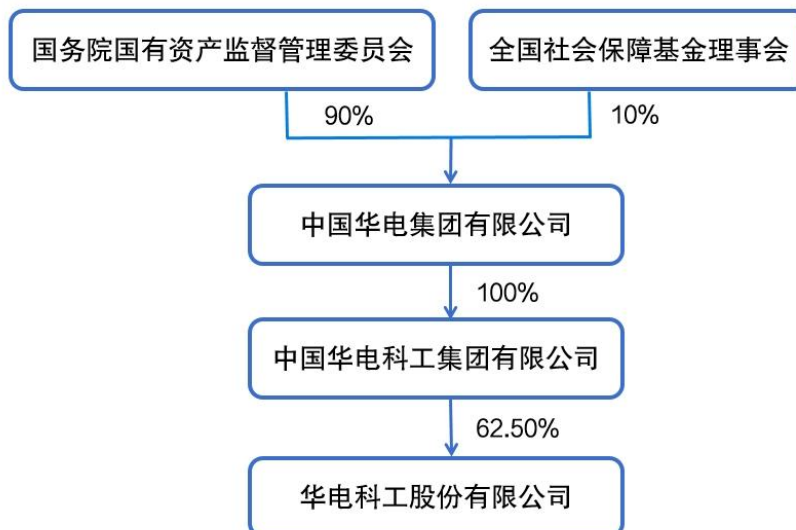 国务院国有资产监督管理委员会
全国社会保障基金理事会
90%
10%
中国华电集团有限公司
100%
中国华电科工集团有限公司
62.50%
华电科工股份有限公司